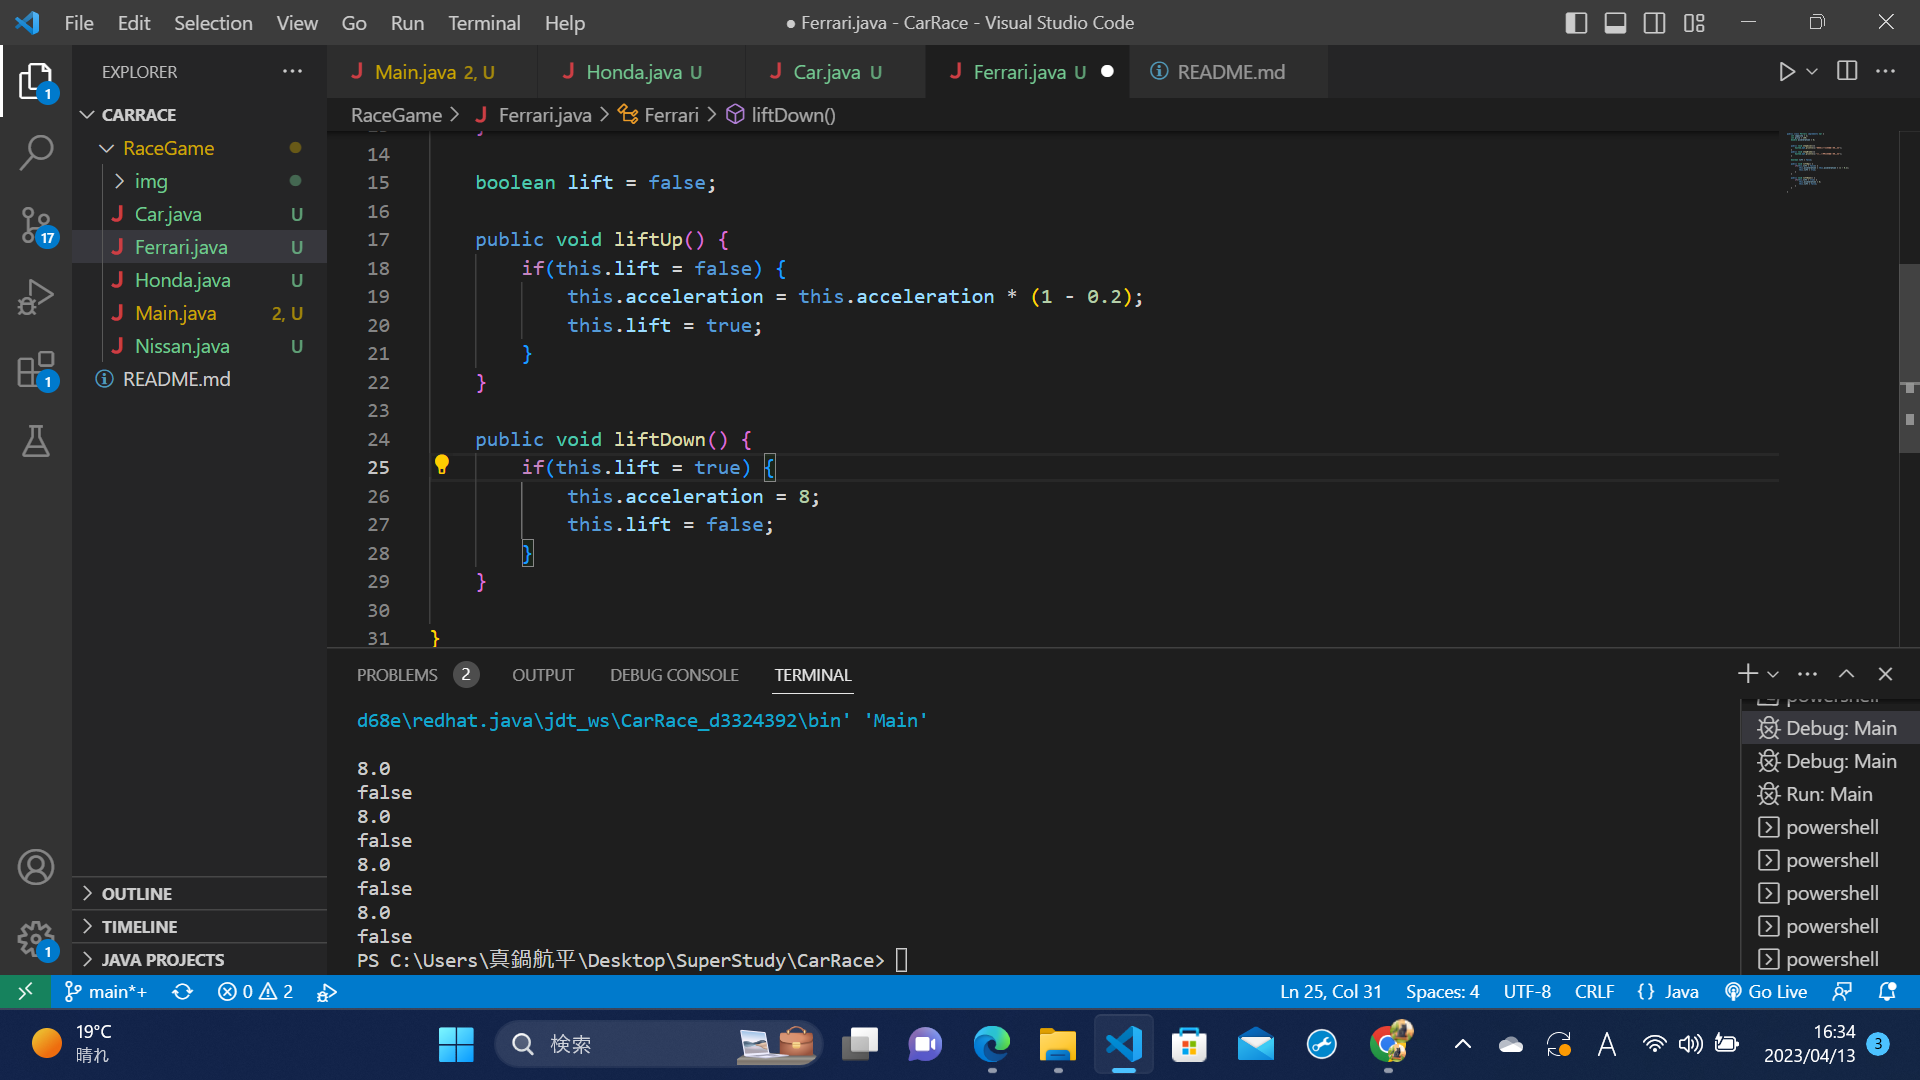 File Edit Selection View Go Run Terminal Help
● Ferrari.java - CarRace - Visual Studio Code
EXPLORER
Main.java 2, U
Honda.java U
Car.java U
Ferrari.java U
README.md
1
CARRACE
RaceGame > Ferrari.java > Ferrari > liftDown()
RaceGame
img
Car.java U
Ferrari.java U
Honda.java U
Main.java 2, U
Nissan.java U
README.md
17
1
1
14
15 boolean lift = false;
16
17 public void liftUp() {
18 if(this.lift = false) {
19 this.acceleration = this.acceleration * (1 - 0.2);
20 this.lift = true;
21 }
22 }
23
24 public void liftDown() {
25 if(this.lift = true) {
26 this.acceleration = 8;
27 this.lift = false;
28 }
29 }
30
31 }
OUTLINE
TIMELINE
JAVA PROJECTS
PROBLEMS 2 OUTPUT DEBUG CONSOLE TERMINAL
d68e\redhat.java\jdt_ws\CarRace_d3324392\bin' 'Main'
8.0
false
8.0
false
8.0
false
8.0
false
PS C:\Users\真鍋航平\Desktop\SuperStudy\CarRace>
Debug: Main
Debug: Main
Run: Main
powershell
powershell
powershell
powershell
powershell
main*+ 0 2
Ln 25, Col 31 Spaces: 4 UTF-8 CRLF {} Java Go Live
19°C
晴れ
検索
A
16:34
2023/04/13
3